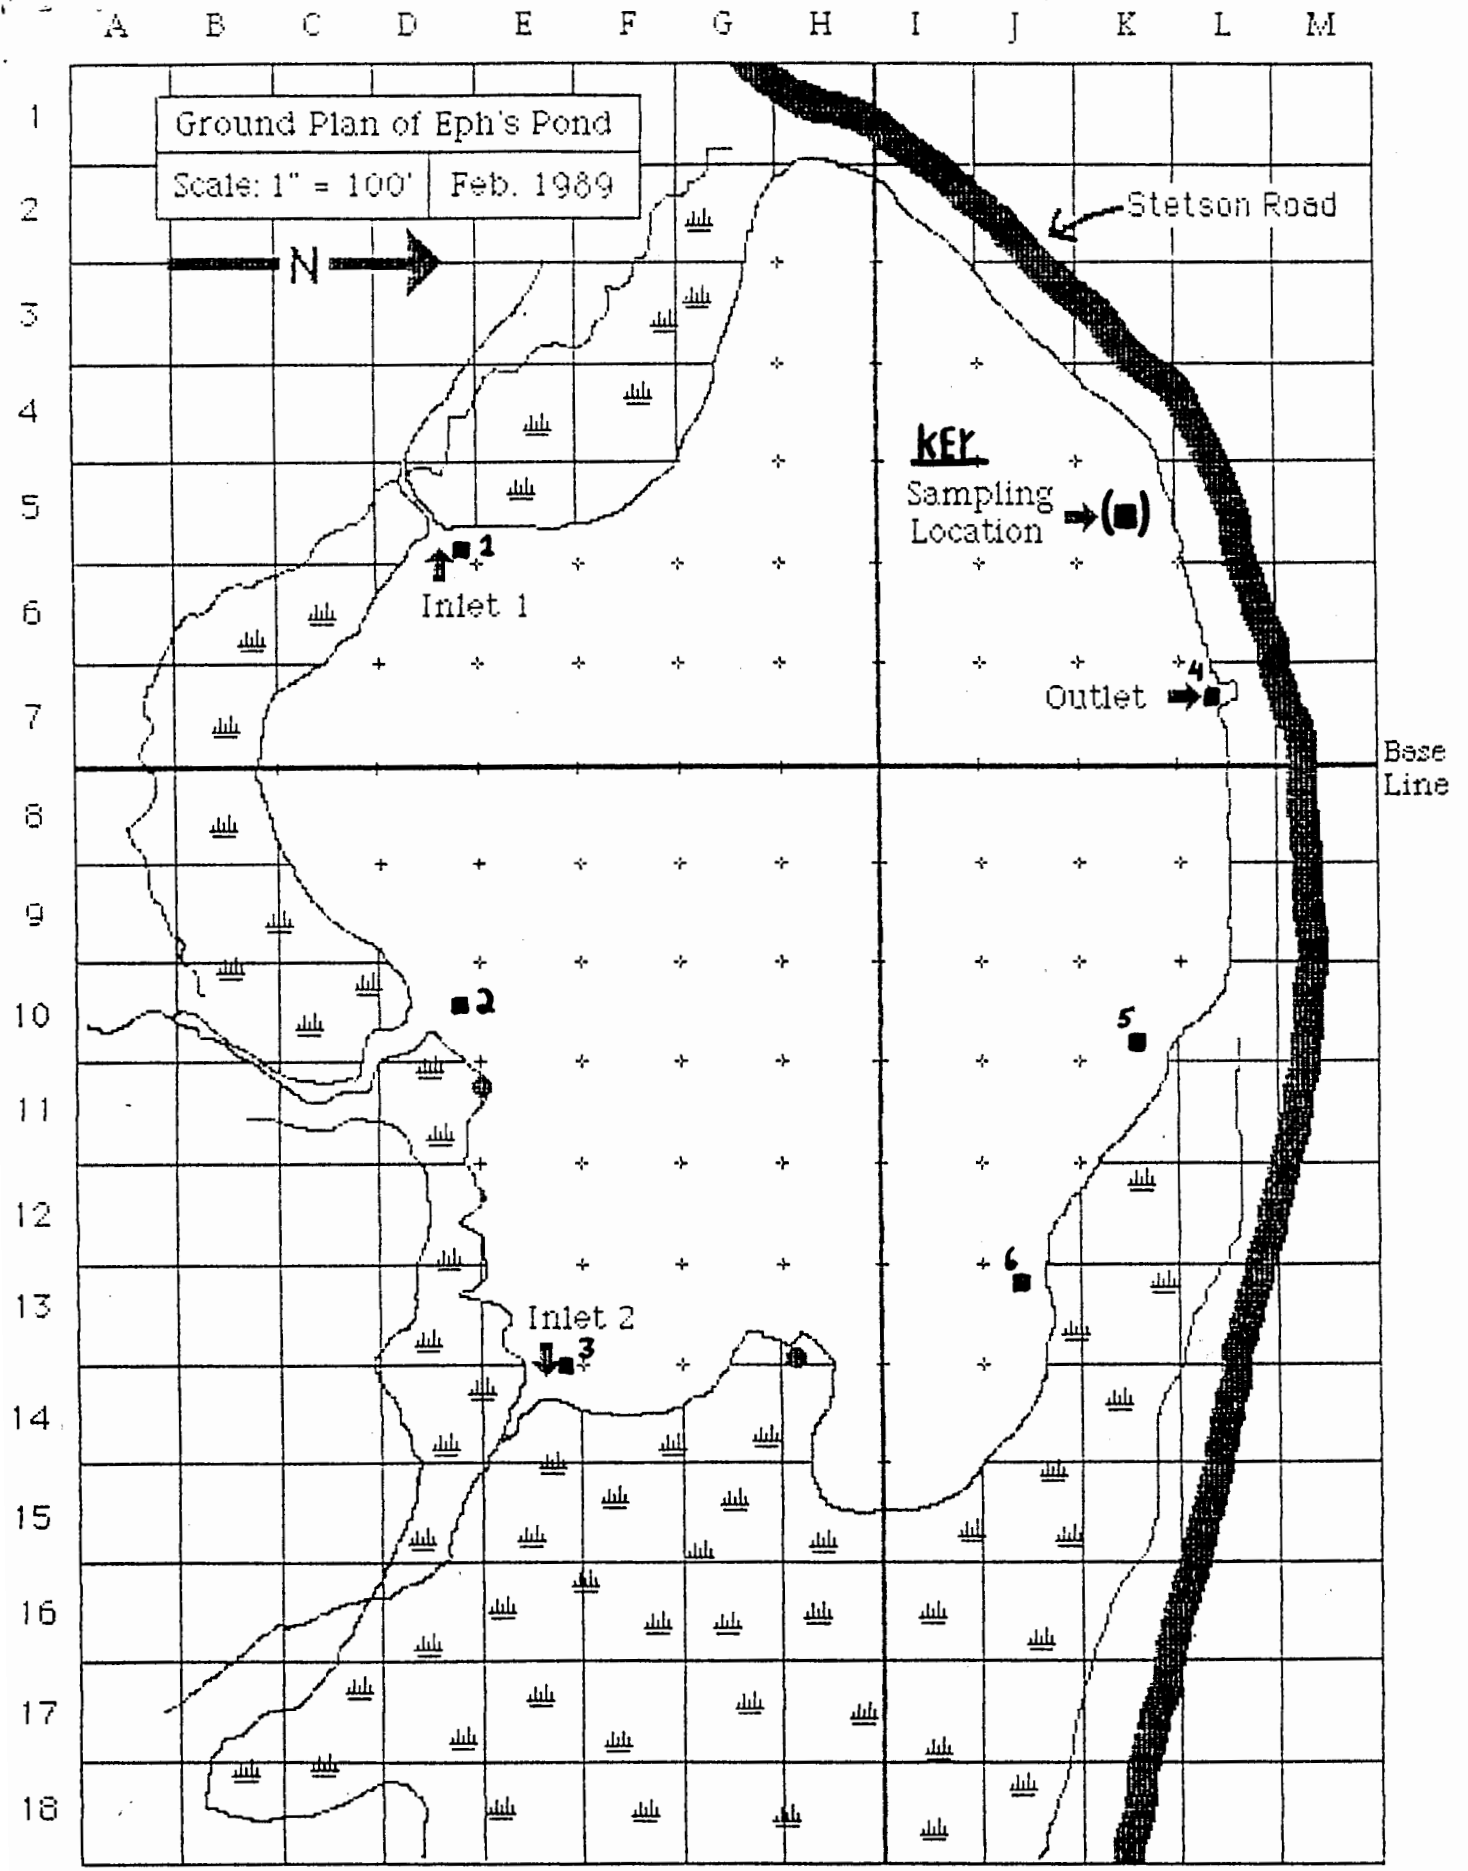 A B C D E F G H I J K L M
1
Ground Plan of Eph's Pond
Scale: 1" = 100' Feb. 1989
2
Stetson Road
N
3
4
KEY
Sampling
Location
5
1
Inlet 1
6
4
Outlet
7
Base
Line
8
9
2
10
5
11
12
6
13
Inlet 2
3
14
15
16
17
18